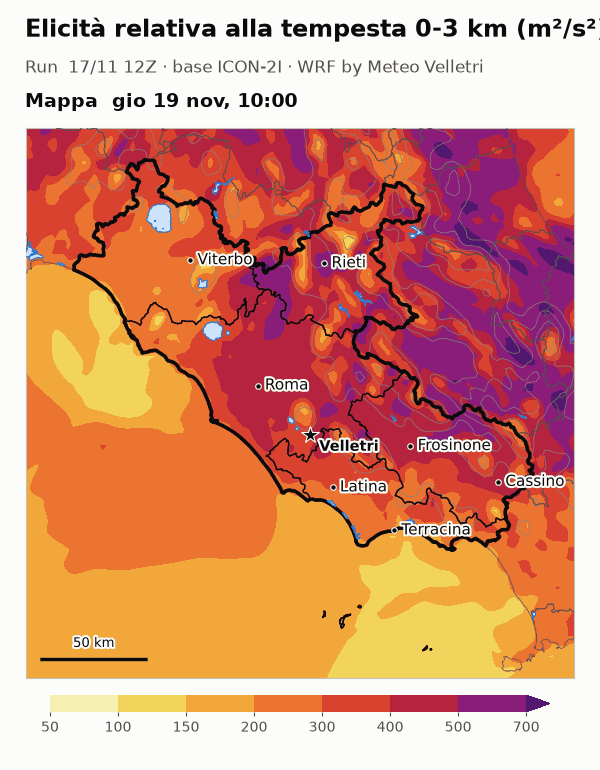 Elicità relativa alla tempesta 0-3 km (m²/s²)
Run 17/11 12Z · base ICON-2I · WRF by Meteo Velletri
Mappa gio 19 nov, 10:00
Viterbo
Rieti
Roma
Velletri
Frosinone
Cassino
Latina
Terracina
50 km
50 100 150 200 300 400 500 700